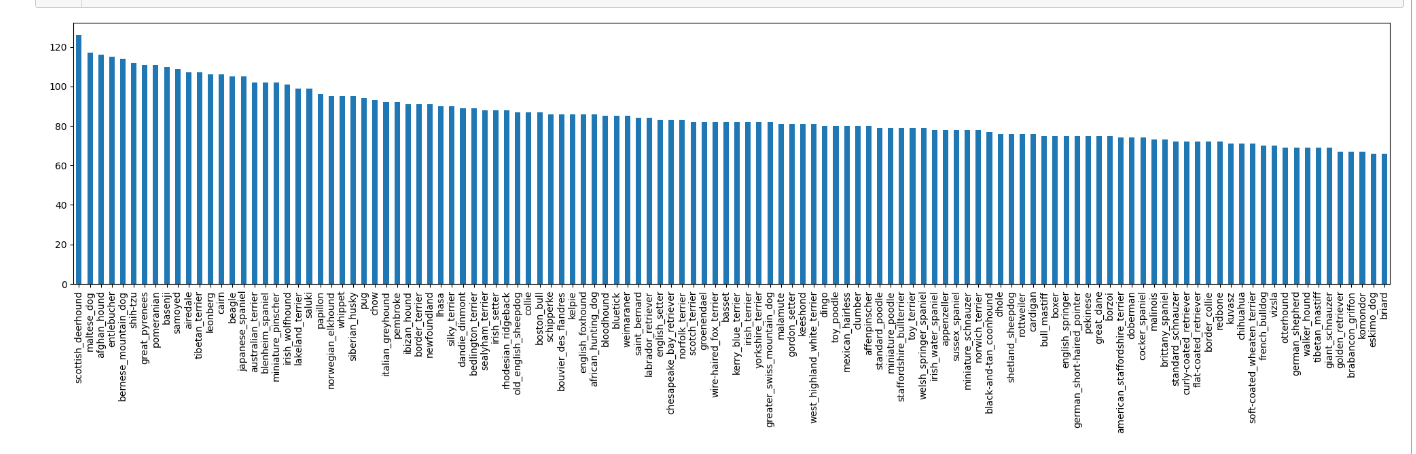 120
100
80
60
40
20
0
scottish_deerhound
maltese_dog
afghan_hound
entlebucher
bernese_mountain_dog
shih-tzu
great_pyrenees
pomeranian
basenji
samoyed
airedale
tibetan_terrier
leonberg
cairn
beagle
japanese_spaniel
australian_terrier
blenheim_spaniel
miniature_pinscher
irish_wolfhound
lakeland_terrier
saluki
papillon
norwegian_elkhound
whippet
siberian_husky
pug
chow
italian_greyhound
pembroke
ibizan_hound
border_terrier
newfoundland
lhasa
silky_terrier
dandie_dinmont
bedlington_terrier
sealyham_terrier
irish_setter
rhodesian_ridgeback
old_english_sheepdog
collie
boston_bull
schipperke
bouvier_des_flandres
kelpie
english_foxhound
african_hunting_dog
bloodhound
bluetick
weimaraner
saint_bernard
labrador_retriever
english_setter
chesapeake_bay_retriever
norfolk_terrier
scotch_terrier
groenendael
wire-haired_fox_terrier
basset
kerry_blue_terrier
irish_terrier
yorkshire_terrier
greater_swiss_mountain_dog
malamute
gordon_setter
keeshond
west_highland_white_terrier
dingo
toy_poodle
mexican_hairless
clumber
affenpinscher
standard_poodle
miniature_poodle
staffordshire_bullterrier
toy_terrier
welsh_springer_spaniel
irish_water_spaniel
appenzeller
sussex_spaniel
miniature_schnauzer
norwich_terrier
black-and-tan_coonhound
dhole
shetland_sheepdog
rottweiler
cardigan
bull_mastiff
boxer
english_springer
german_short-haired_pointer
pekinese
great_dane
borzoi
american_staffordshire_terrier
doberman
cocker_spaniel
malinois
brittany_spaniel
standard_schnauzer
curly-coated_retriever
flat-coated_retriever
border_collie
redbone
kuvasz
chihuahua
soft-coated_wheaten_terrier
french_bulldog
vizsla
otterhound
german_shepherd
walker_hound
tibetan_mastiff
giant_schnauzer
golden_retriever
brabancon_griffon
komondor
eskimo_dog
briard